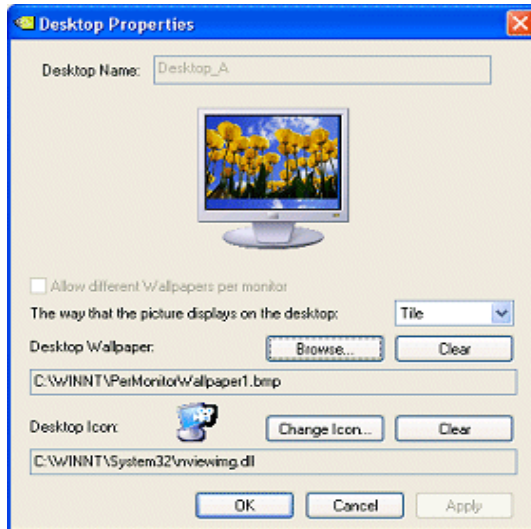 Desktop Properties
Desktop Name: Desktop_A
Allow different Wallpapers per monitor
The way that the picture displays on the desktop: Tile
Desktop Wallpaper: Browse... Clear
C:\WINNT\PerMonitorWallpaper1.bmp
Desktop Icon: Change Icon... Clear
C:\WINNT\System32\nviewimg.dll
OK Cancel Apply